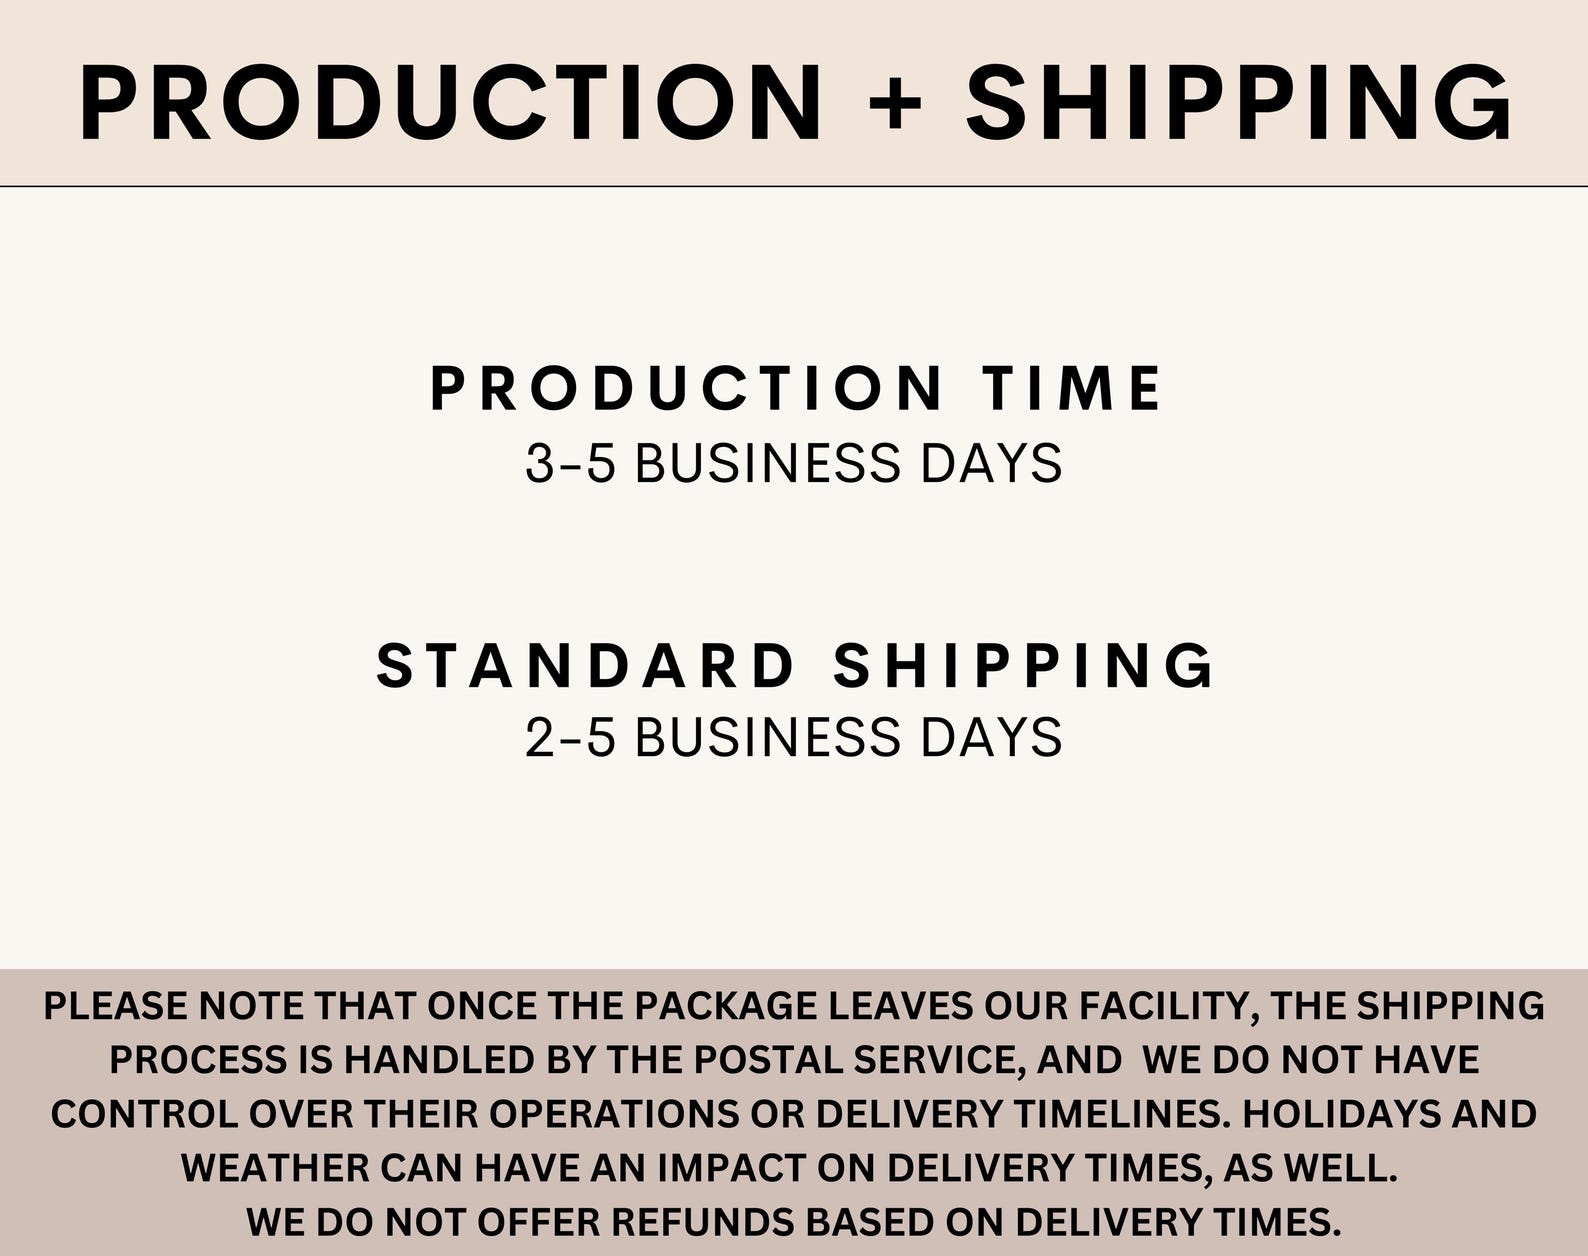 PRODUCTION + SHIPPING
PRODUCTION TIME
3-5 BUSINESS DAYS
STANDARD SHIPPING
2-5 BUSINESS DAYS
PLEASE NOTE THAT ONCE THE PACKAGE LEAVES OUR FACILITY, THE SHIPPING
PROCESS IS HANDLED BY THE POSTAL SERVICE, AND  WE DO NOT HAVE
CONTROL OVER THEIR OPERATIONS OR DELIVERY TIMELINES. HOLIDAYS AND
WEATHER CAN HAVE AN IMPACT ON DELIVERY TIMES, AS WELL.
WE DO NOT OFFER REFUNDS BASED ON DELIVERY TIMES.